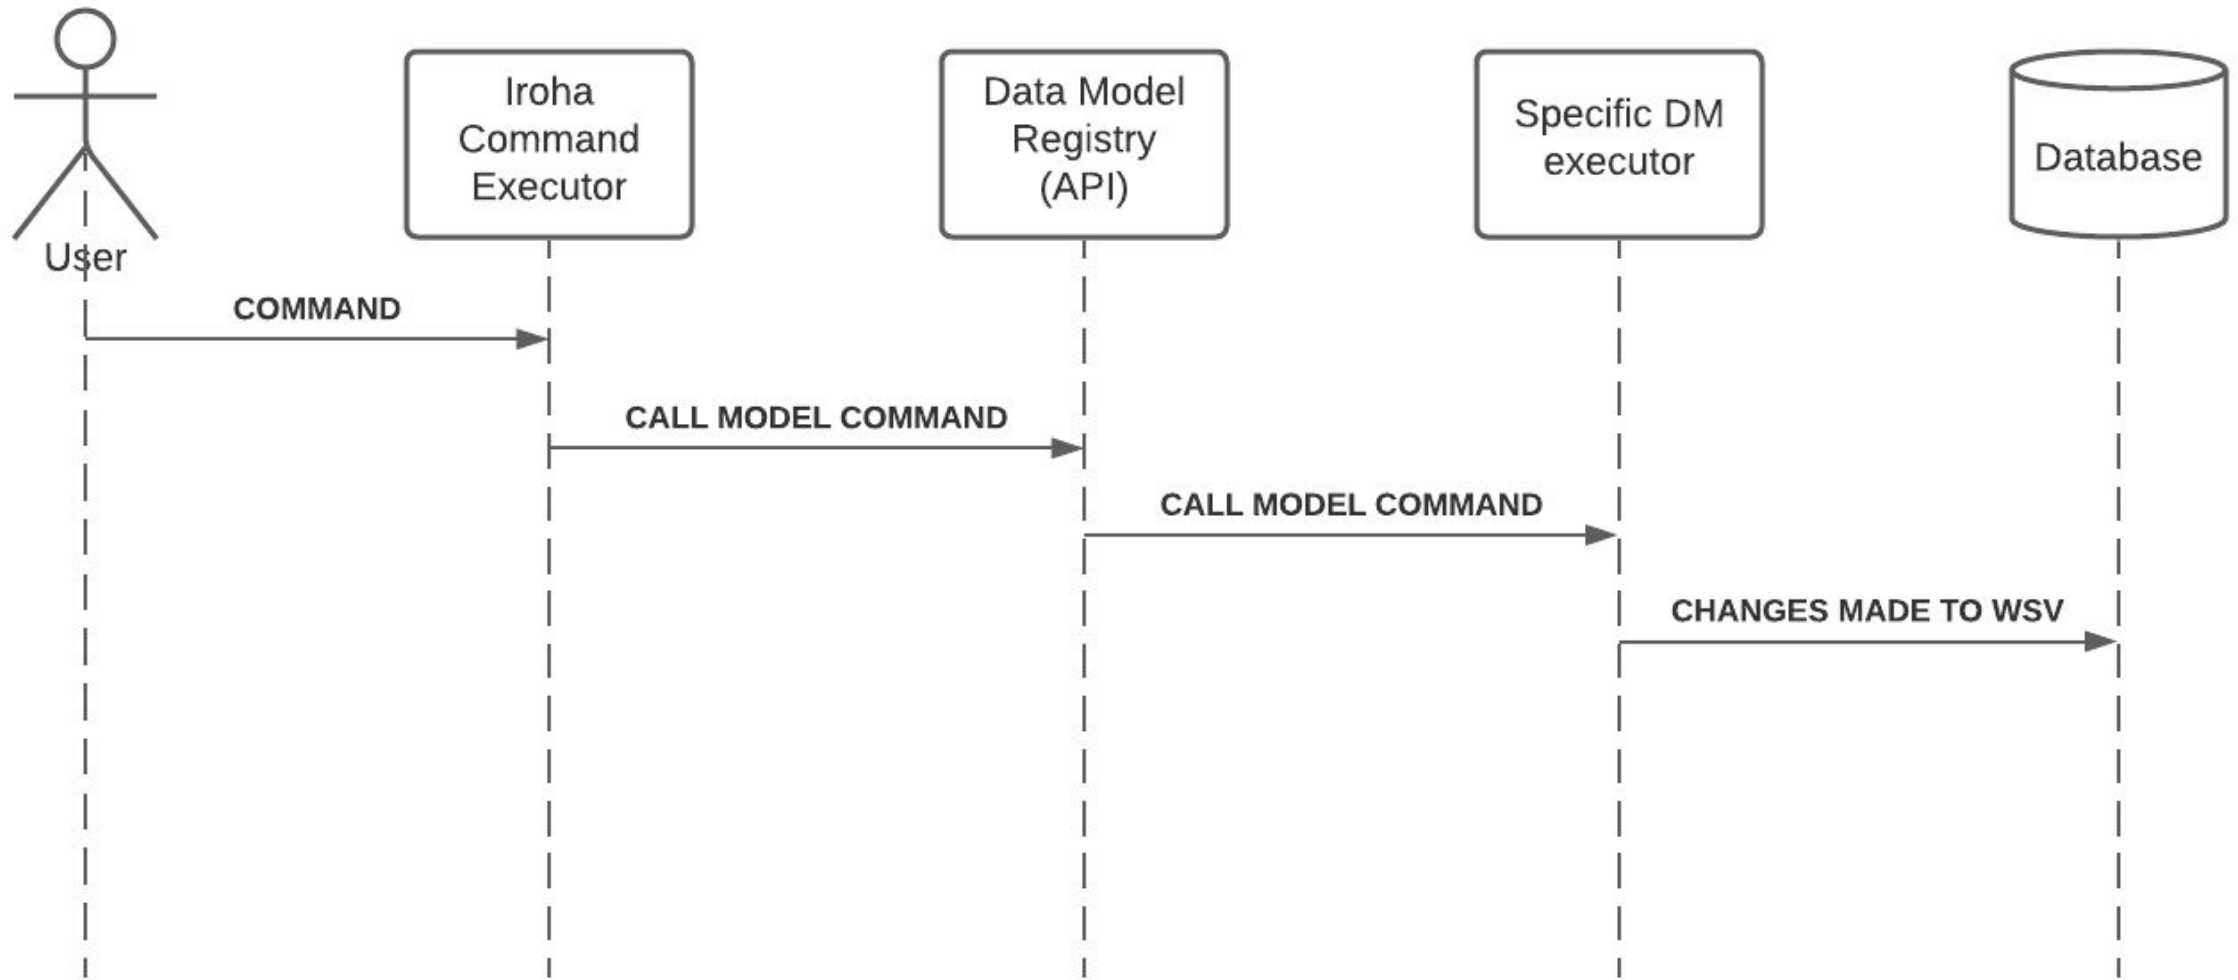 Iroha
Command
Executor
Data Model
Registry
(API)
Specific DM
executor
Database
User
COMMAND
CALL MODEL COMMAND
CALL MODEL COMMAND
CHANGES MADE TO WSV